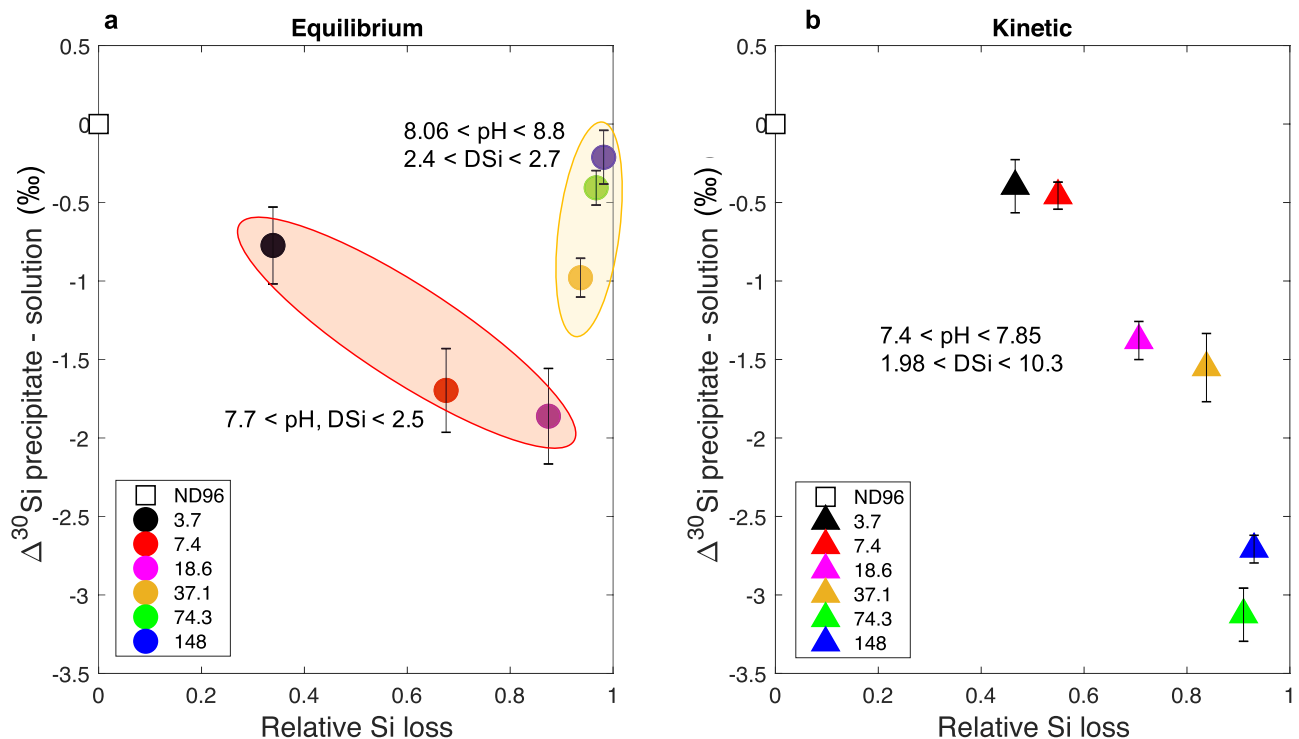 a
Equilibrium
0.5
0
-0.5
-1
-1.5
-2
-2.5
-3
-3.5
Δ³⁰Si precipitate - solution (‰)
8.06 < pH < 8.8
2.4 < DSi < 2.7
7.7 < pH, DSi < 2.5
ND96
3.7
7.4
18.6
37.1
74.3
148
0
0.2
0.4
0.6
0.8
1
Relative Si loss
b
Kinetic
0.5
0
-0.5
-1
-1.5
-2
-2.5
-3
-3.5
Δ³⁰Si precipitate - solution (‰)
7.4 < pH < 7.85
1.98 < DSi < 10.3
ND96
3.7
7.4
18.6
37.1
74.3
148
0
0.2
0.4
0.6
0.8
1
Relative Si loss